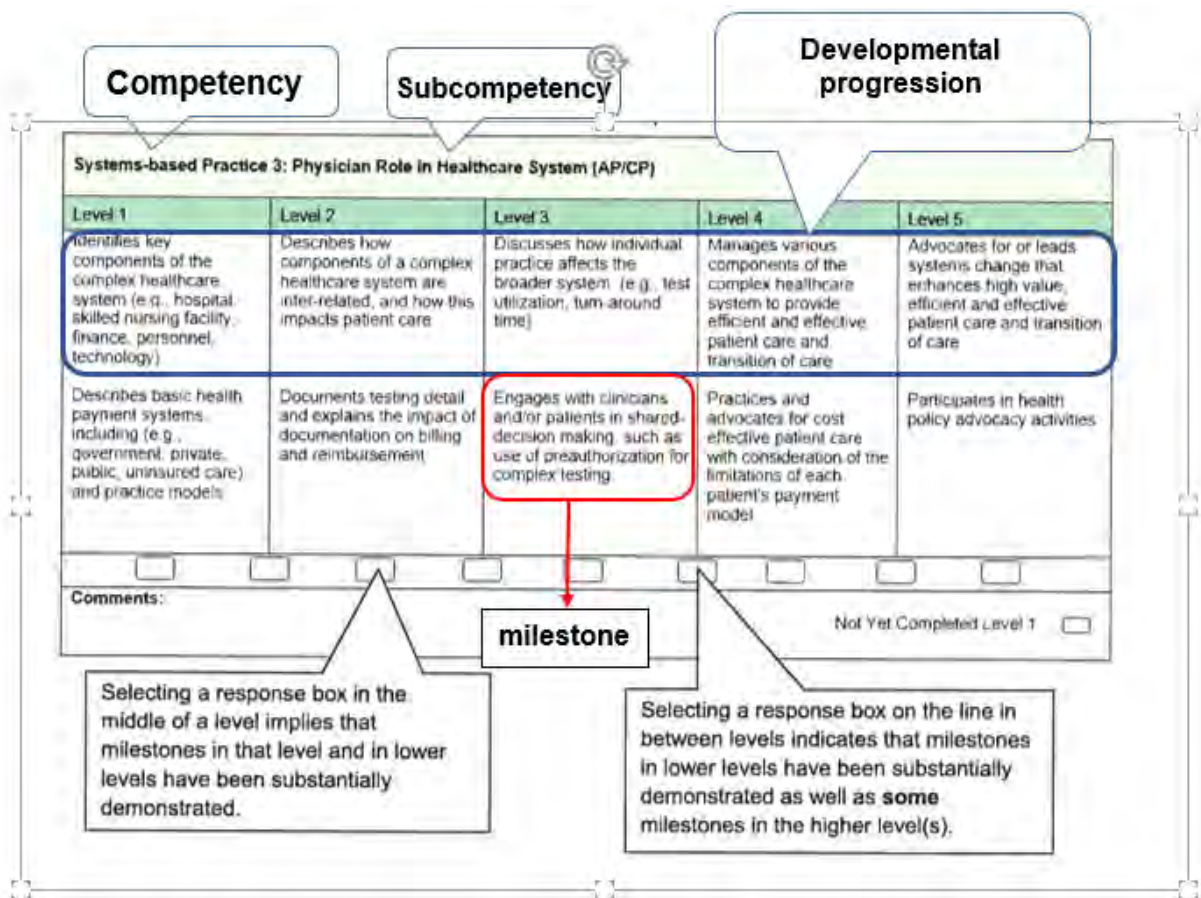 Competency
Subcompetency
Developmental
progression
Systems-based Practice 3: Physician Role in Healthcare System (AP/CP)
Level 1
Level 2
Level 3
Level 4
Level 5
Identifies key
components of the
complex healthcare
system (e.g., hospital,
skilled nursing facility,
finance, personnel,
technology)
Describes how
components of a complex
healthcare system are
inter-related, and how this
impacts patient care
Discusses how individual
practice affects the
broader system (e.g., test
utilization, turn-around
time)
Manages various
components of the
complex healthcare
system to provide
efficient and effective
patient care and
transition of care
Advocates for or leads
systems change that
enhances high value,
efficient and effective
patient care and transition
of care
Describes basic health
payment systems,
including (e.g.,
government, private,
public, uninsured care)
and practice models
Documents testing detail
and explains the impact of
documentation on billing
and reimbursement
Engages with clinicians
and/or patients in shared-
decision making, such as
use of preauthorization for
complex testing
Practices and
advocates for cost
effective patient care
with consideration of the
limitations of each
patient's payment
model
Participates in health
policy advocacy activities
Comments:
milestone
Not Yet Completed Level 1
Selecting a response box in the
middle of a level implies that
milestones in that level and in lower
levels have been substantially
demonstrated.
Selecting a response box on the line in
between levels indicates that milestones
in lower levels have been substantially
demonstrated as well as some
milestones in the higher level(s).